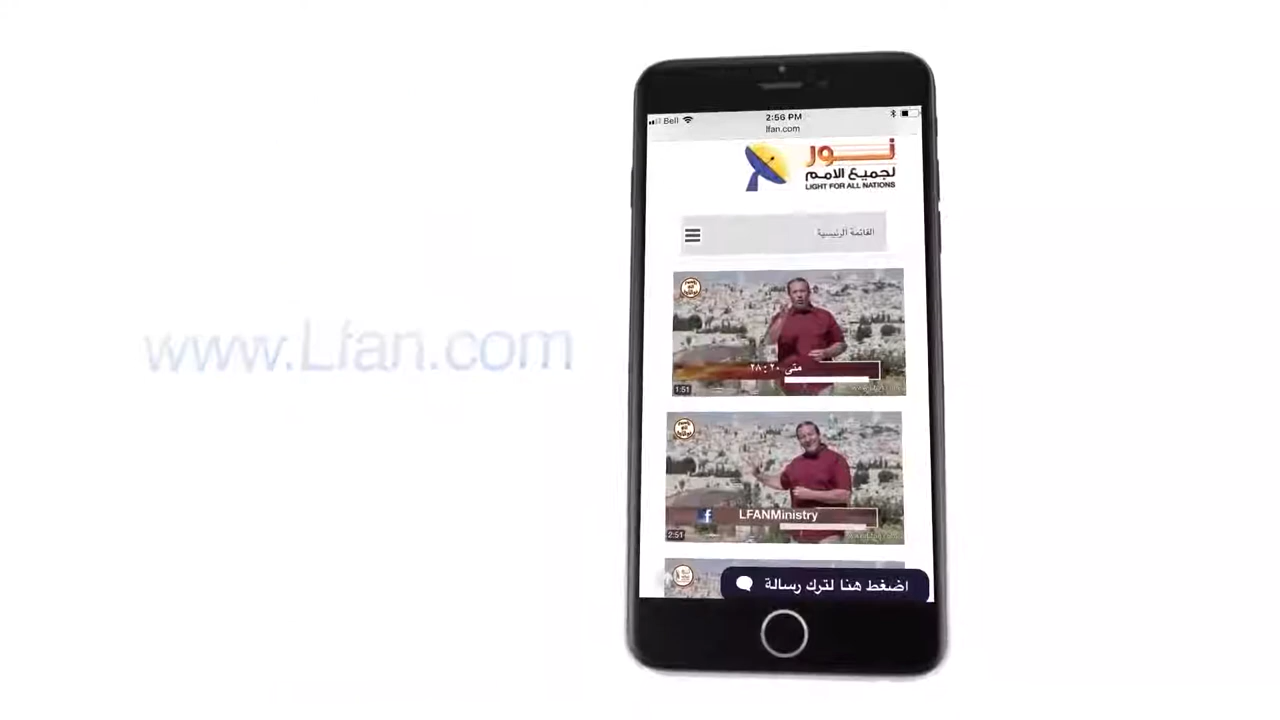 www.Lfan.com
Bell
2:56 PM
lfan.com
نور
لجميع الامم
LIGHT FOR ALL NATIONS
القائمة الرئيسية
متى ٢٠ : ٢٨
1:51
LFANMinistry
2:51
اضغط هنا لترك رسالة